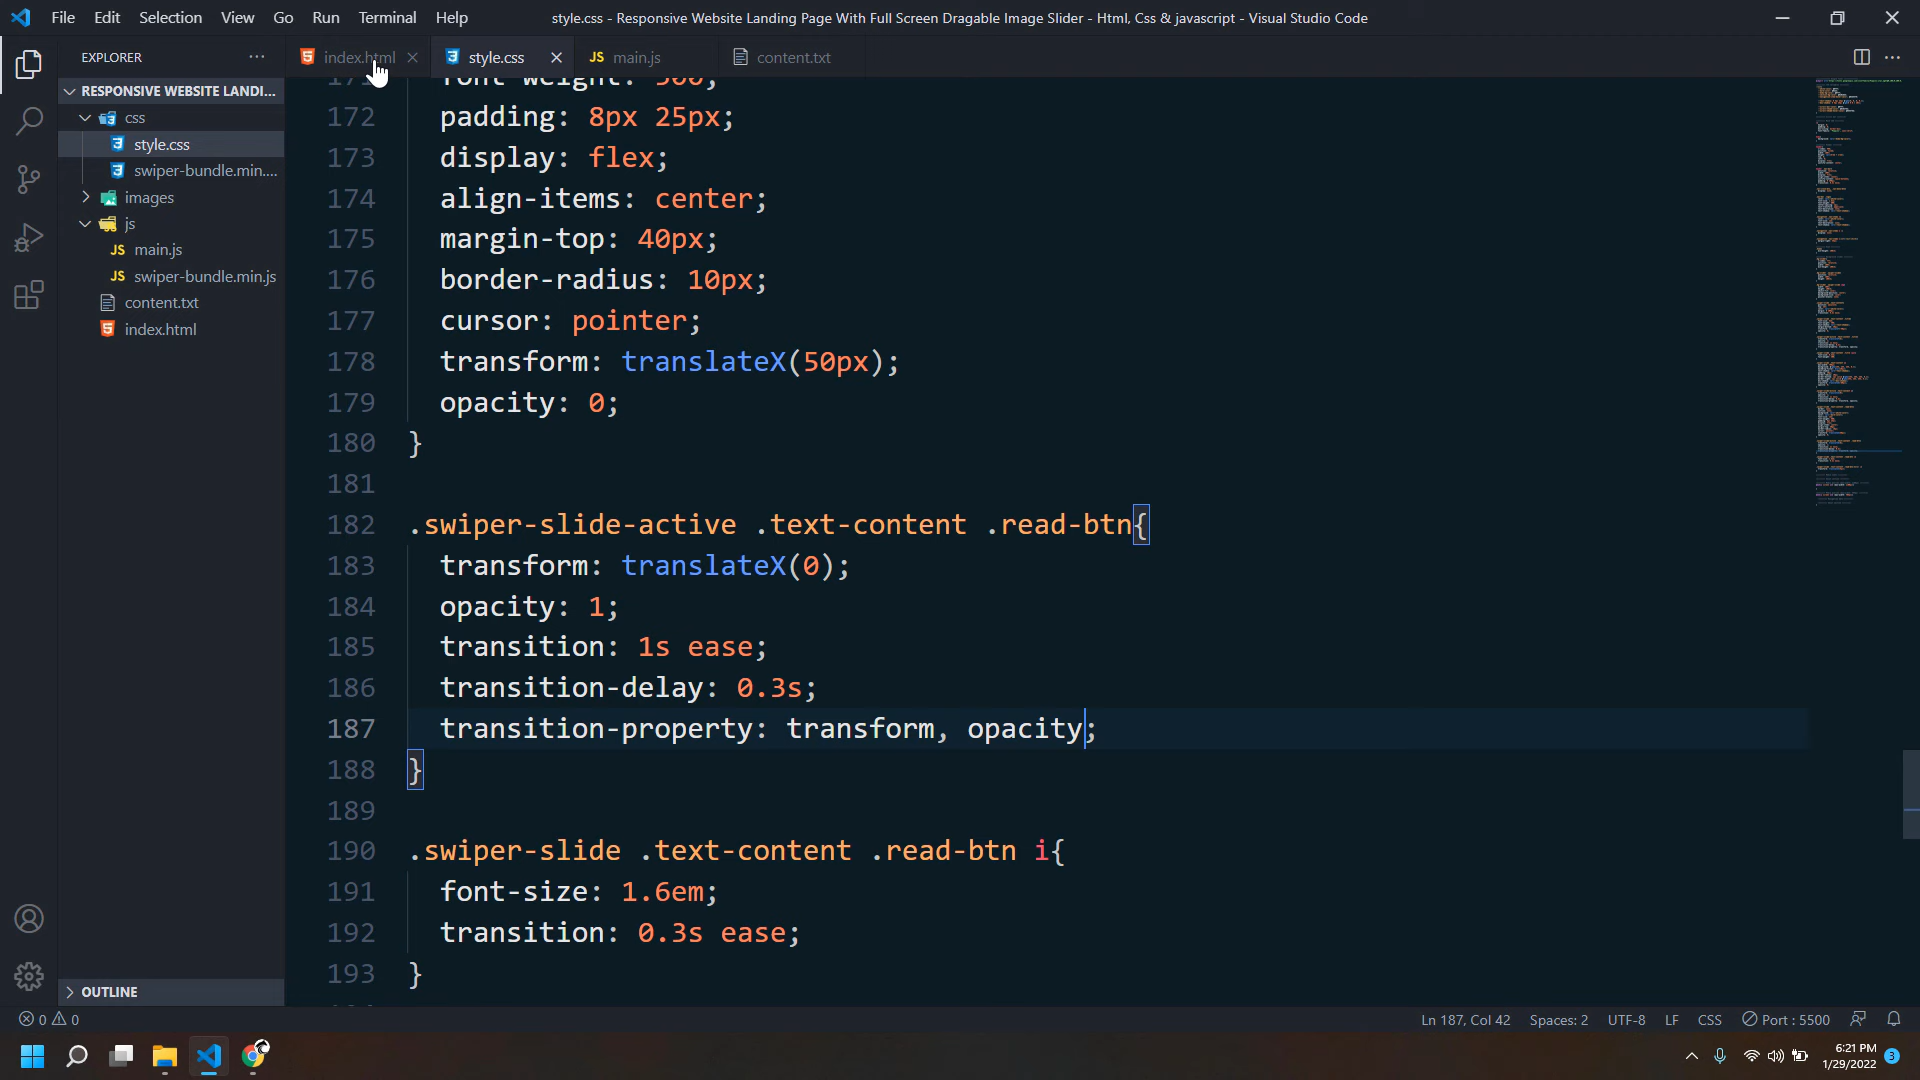 File Edit Selection View Go Run Terminal Help style.css - Responsive Website Landing Page With Full Screen Dragable Image Slider - Html, Css & javascript - Visual Studio Code
EXPLORER
index.html
style.css
JS main.js
content.txt
RESPONSIVE WEBSITE LANDI...
css
style.css
swiper-bundle.min....
images
js
JS main.js
JS swiper-bundle.min.js
content.txt
index.html
OUTLINE
171 font-weight: 500;
172 padding: 8px 25px;
173 display: flex;
174 align-items: center;
175 margin-top: 40px;
176 border-radius: 10px;
177 cursor: pointer;
178 transform: translateX(50px);
179 opacity: 0;
180 }
181
182 .swiper-slide-active .text-content .read-btn{
183 transform: translateX(0);
184 opacity: 1;
185 transition: 1s ease;
186 transition-delay: 0.3s;
187 transition-property: transform, opacity;
188 }
189
190 .swiper-slide .text-content .read-btn i{
191 font-size: 1.6em;
192 transition: 0.3s ease;
193 }
0 0
Ln 187, Col 42 Spaces: 2 UTF-8 LF CSS Port : 5500
6:21 PM
1/29/2022
3